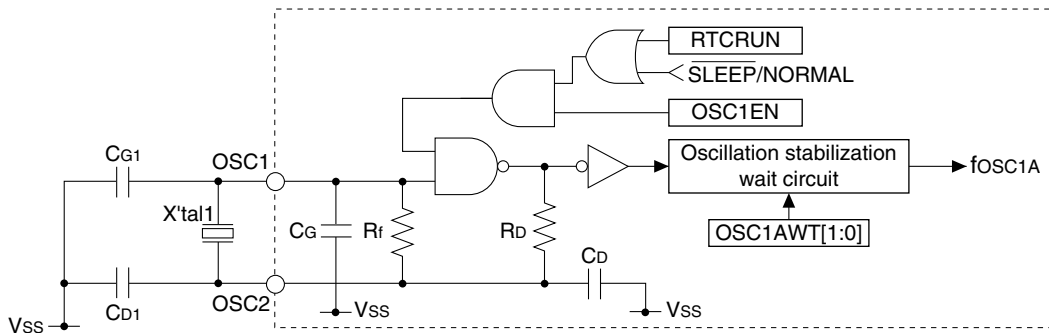 RTCRUN
SLEEP/NORMAL
OSC1EN
CG1
OSC1
Oscillation stabilization
wait circuit
fOSC1A
X'tal1
CG
Rf
RD
OSC1AWT[1:0]
CD
VSS
CD1
OSC2
VSS
VSS